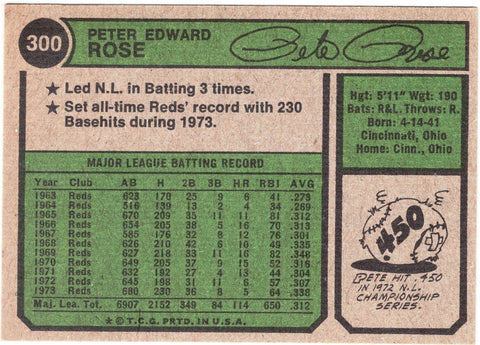 300
PETER EDWARD
ROSE
Pete Rose
★ Led N.L. in Batting 3 times.
★ Set all-time Reds' record with 230
Basehits during 1973.
Hgt: 5'11" Wgt: 190
Bats: R&L Throws: R.
Born: 4-14-41
Cincinnati, Ohio
Home: Cinn., Ohio
MAJOR LEAGUE BATTING RECORD
Year Club AB H 2B 3B HR RBI AVG.
1963 Reds 623 170 25 9 6 41 .273
1964 Reds 516 139 13 2 4 34 .269
1965 Reds 670 209 35 11 11 81 .312
1966 Reds 654 205 38 5 16 70 .313
1967 Reds 585 176 32 8 12 76 .301
1968 Reds 626 210 42 6 10 49 .335
1969 Reds 627 218 33 11 16 82 .348
1970 Reds 649 205 37 9 15 52 .316
1971 Reds 632 192 27 4 13 44 .304
1972 Reds 645 198 31 11 6 57 .307
1973 Reds 680 230 36 8 5 64 .338
Maj. Lea. Tot. 6907 2152 349 84 114 650 .312
★ © T.C.G. PRTD. IN U.S.A.
.450
PETE HIT .450
IN 1972 N.L.
CHAMPIONSHIP
SERIES.